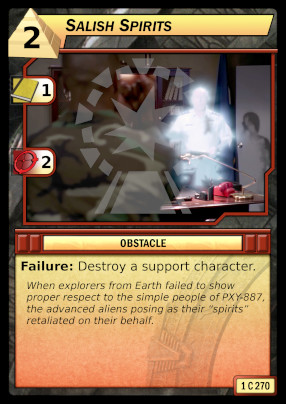 2
SALISH SPIRITS
1
2
OBSTACLE
Failure: Destroy a support character.
When explorers from Earth failed to show
proper respect to the simple people of PXY-887,
the advanced aliens posing as their “spirits”
retaliated on their behalf.
1 C 270